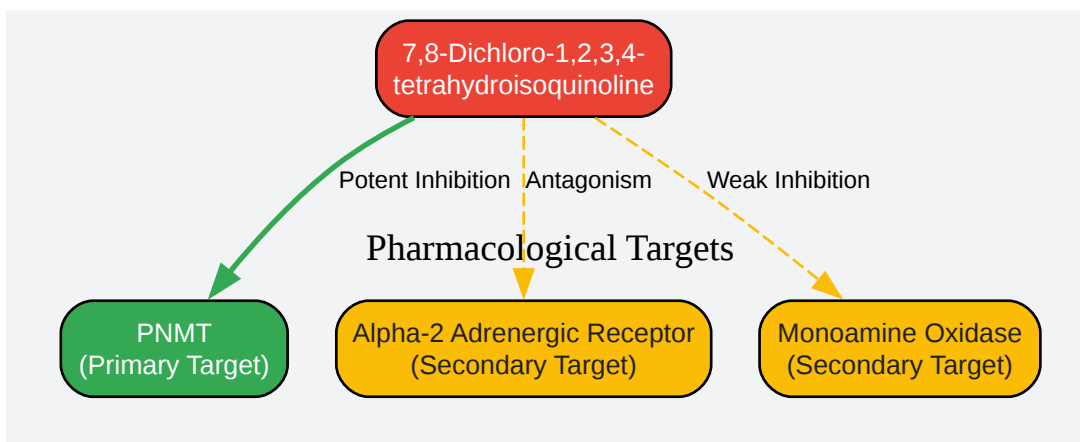 7,8-Dichloro-1,2,3,4-
tetrahydroisoquinoline
Potent Inhibition
Antagonism
Weak Inhibition
Pharmacological Targets
PNMT
(Primary Target)
Alpha-2 Adrenergic Receptor
(Secondary Target)
Monoamine Oxidase
(Secondary Target)